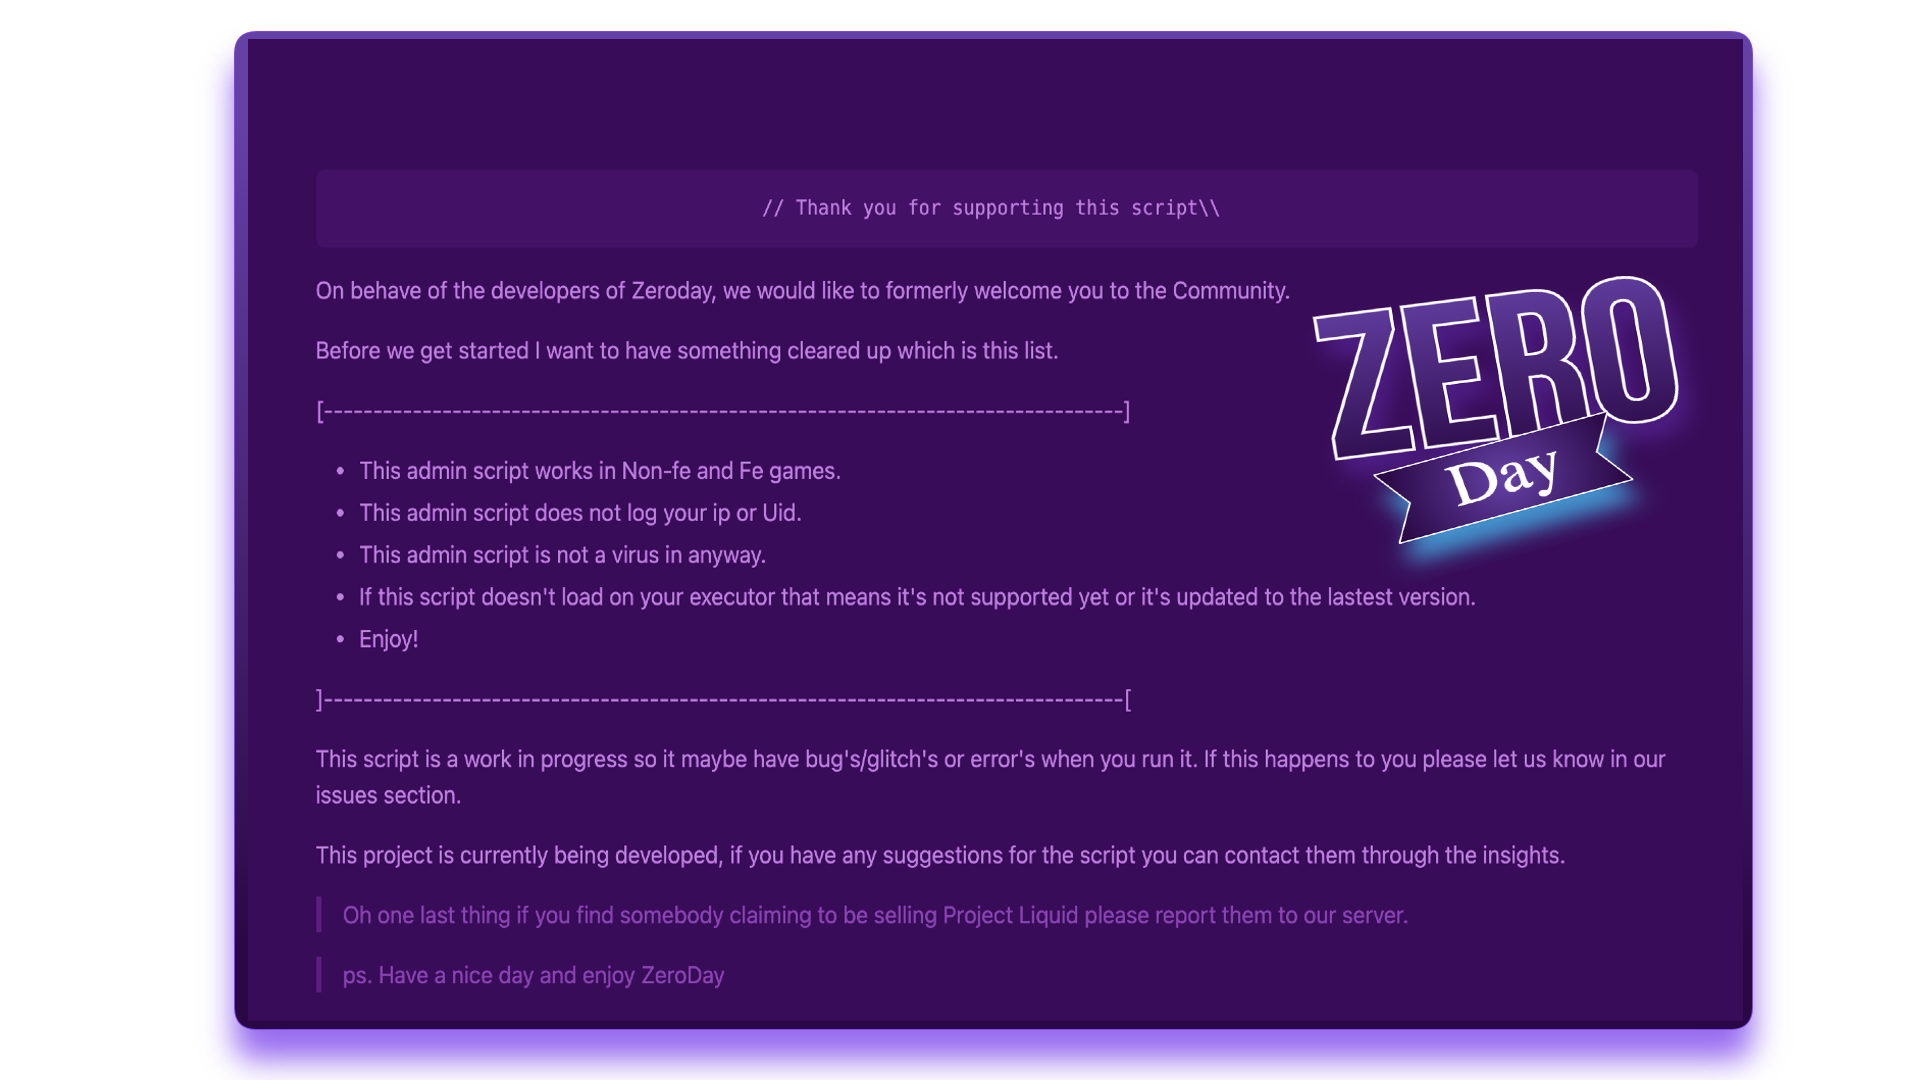 // Thank you for supporting this script\\
On behave of the developers of Zeroday, we would like to formerly welcome you to the Community.
Before we get started I want to have something cleared up which is this list.
[---------------------------------------------------------------------------------]
• This admin script works in Non-fe and Fe games.
• This admin script does not log your ip or Uid.
• This admin script is not a virus in anyway.
• If this script doesn't load on your executor that means it's not supported yet or it's updated to the lastest version.
• Enjoy!
]---------------------------------------------------------------------------------[
ZERO
Day
This script is a work in progress so it maybe have bug's/glitch's or error's when you run it. If this happens to you please let us know in our
issues section.
This project is currently being developed, if you have any suggestions for the script you can contact them through the insights.
Oh one last thing if you find somebody claiming to be selling Project Liquid please report them to our server.
ps. Have a nice day and enjoy ZeroDay